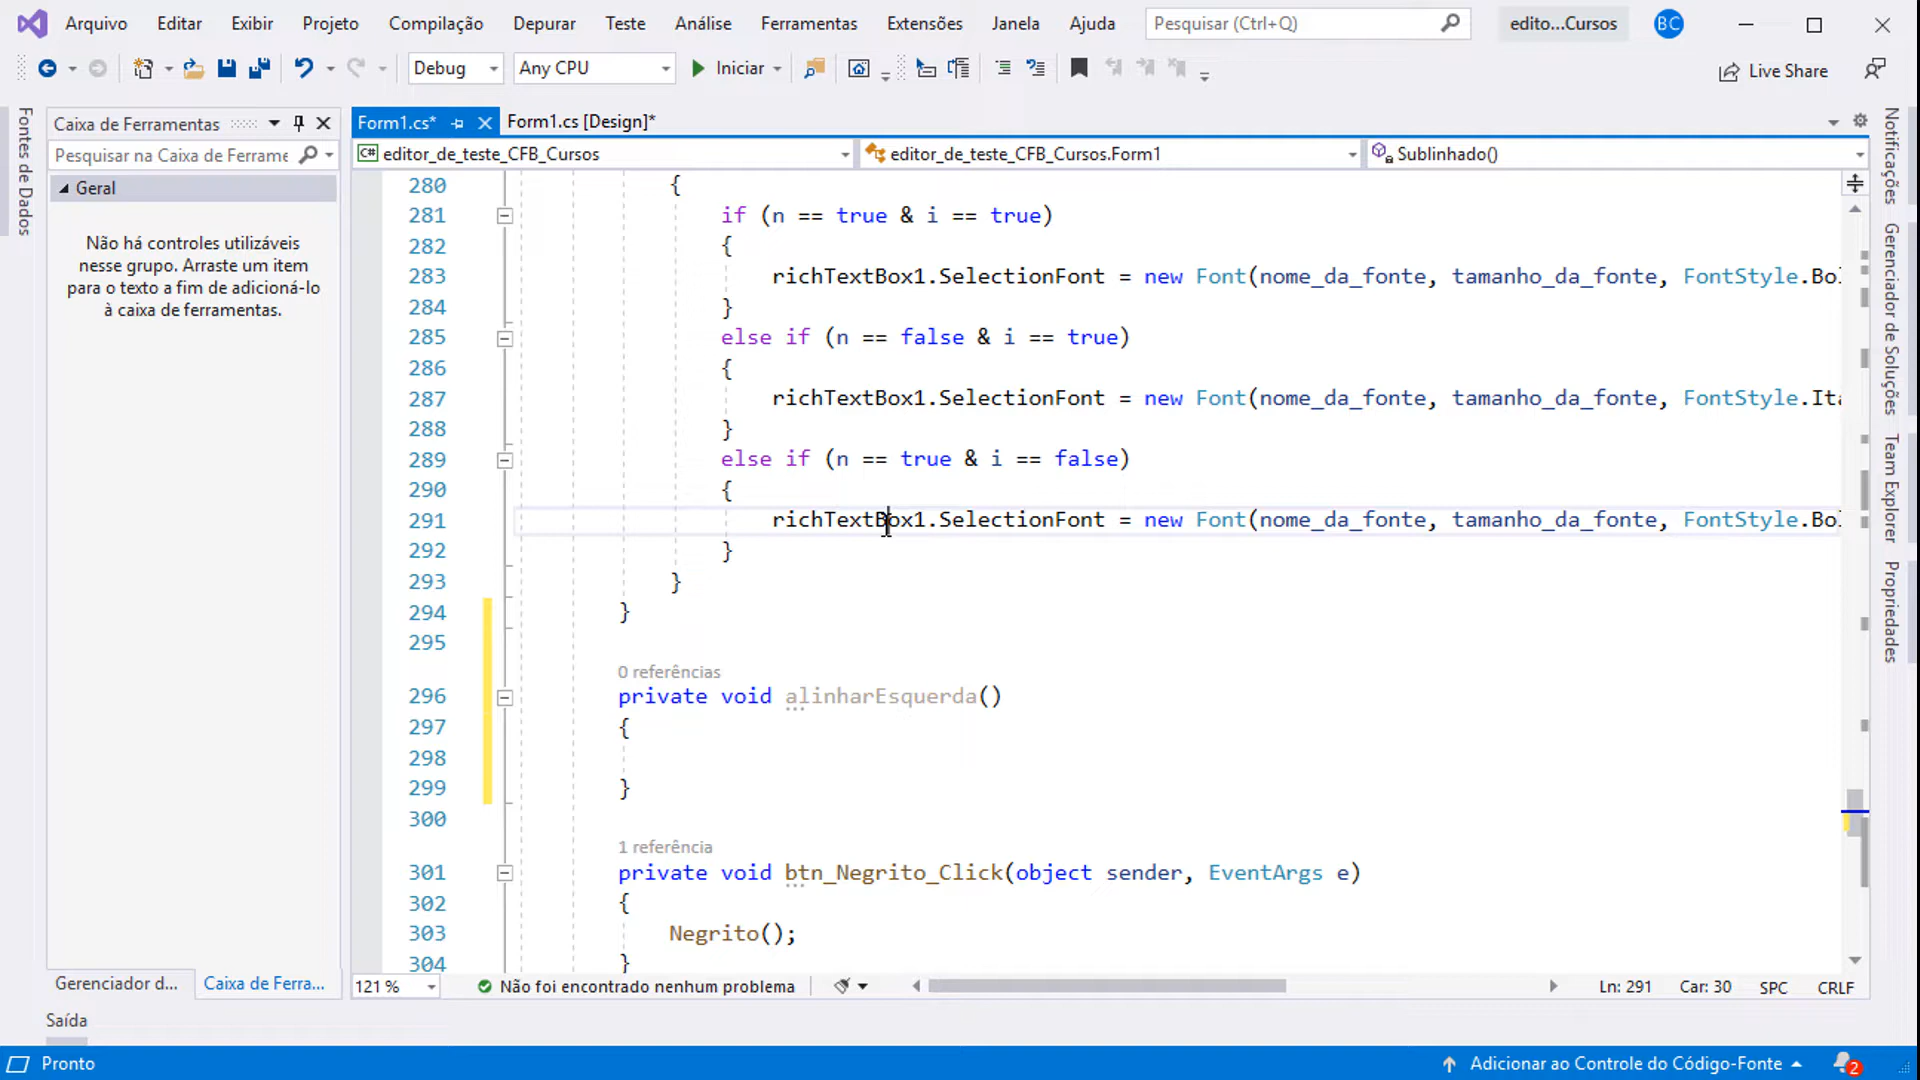 Arquivo Editar Exibir Projeto Compilação Depurar Teste Análise Ferramentas Extensões Janela Ajuda Pesquisar (Ctrl+Q) edito...Cursos BC
Debug Any CPU Iniciar Live Share
Fontes de Dados
Caixa de Ferramentas
Pesquisar na Caixa de Ferrame
Geral
Não há controles utilizáveis
nesse grupo. Arraste um item
para o texto a fim de adicioná-lo
à caixa de ferramentas.
Gerenciador d... Caixa de Ferra...
Form1.cs* Form1.cs [Design]*
editor_de_teste_CFB_Cursos editor_de_teste_CFB_Cursos.Form1 Sublinhado()
280 {
281 if (n == true & i == true)
282 {
283 richTextBox1.SelectionFont = new Font(nome_da_fonte, tamanho_da_fonte, FontStyle.Bol
284 }
285 else if (n == false & i == true)
286 {
287 richTextBox1.SelectionFont = new Font(nome_da_fonte, tamanho_da_fonte, FontStyle.Ita
288 }
289 else if (n == true & i == false)
290 {
291 richTextBox1.SelectionFont = new Font(nome_da_fonte, tamanho_da_fonte, FontStyle.Bol
292 }
293 }
294 }
295
0 referências
296 private void alinharEsquerda()
297 {
298
299 }
300
1 referência
301 private void btn_Negrito_Click(object sender, EventArgs e)
302 {
303 Negrito();
304 }
121 % Não foi encontrado nenhum problema Ln: 291 Car: 30 SPC CRLF
Notificações
Gerenciador de Soluções
Team Explorer
Propriedades
Saída
Pronto Adicionar ao Controle do Código-Fonte 2